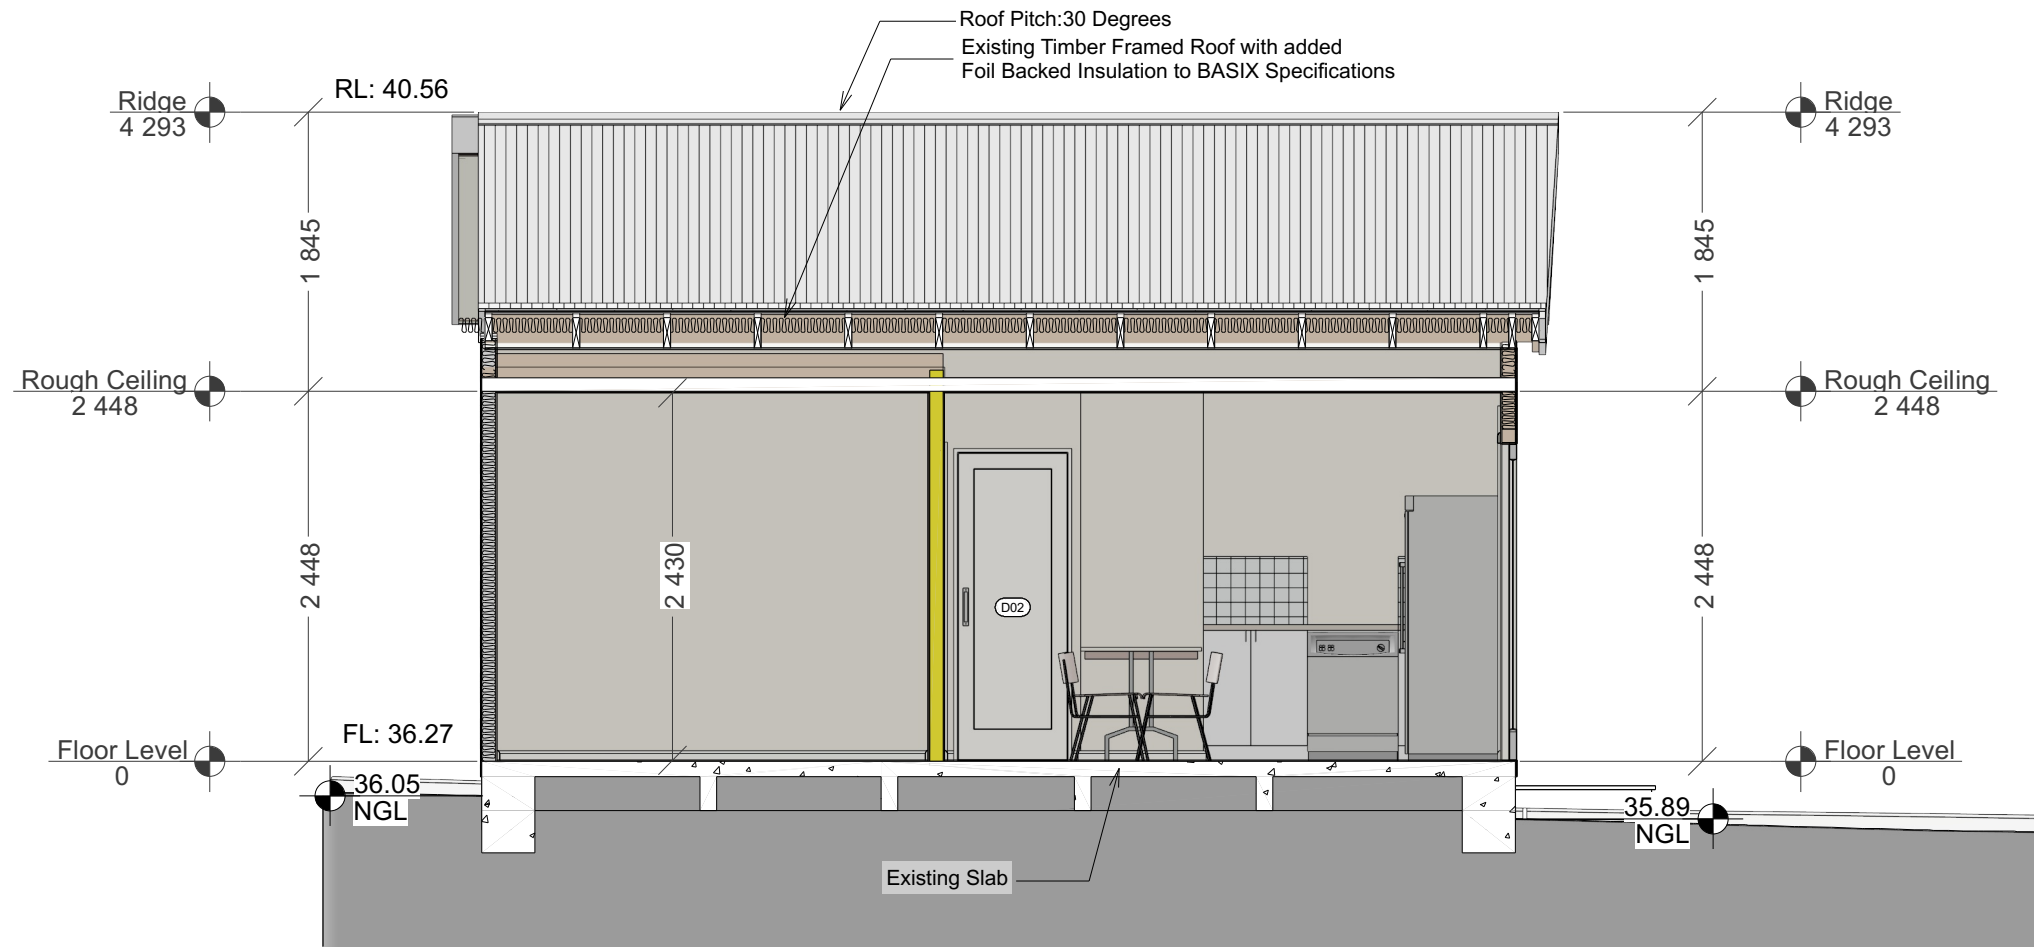 Roof Pitch:30 Degrees
Existing Timber Framed Roof with added
Foil Backed Insulation to BASIX Specifications
RL: 40.56
Ridge
4 293
Ridge
4 293
1 845
1 845
Rough Ceiling
2 448
Rough Ceiling
2 448
2 448
2 430
2 448
D02
FL: 36.27
Floor Level
0
Floor Level
0
36.05
NGL
35.89
NGL
Existing Slab